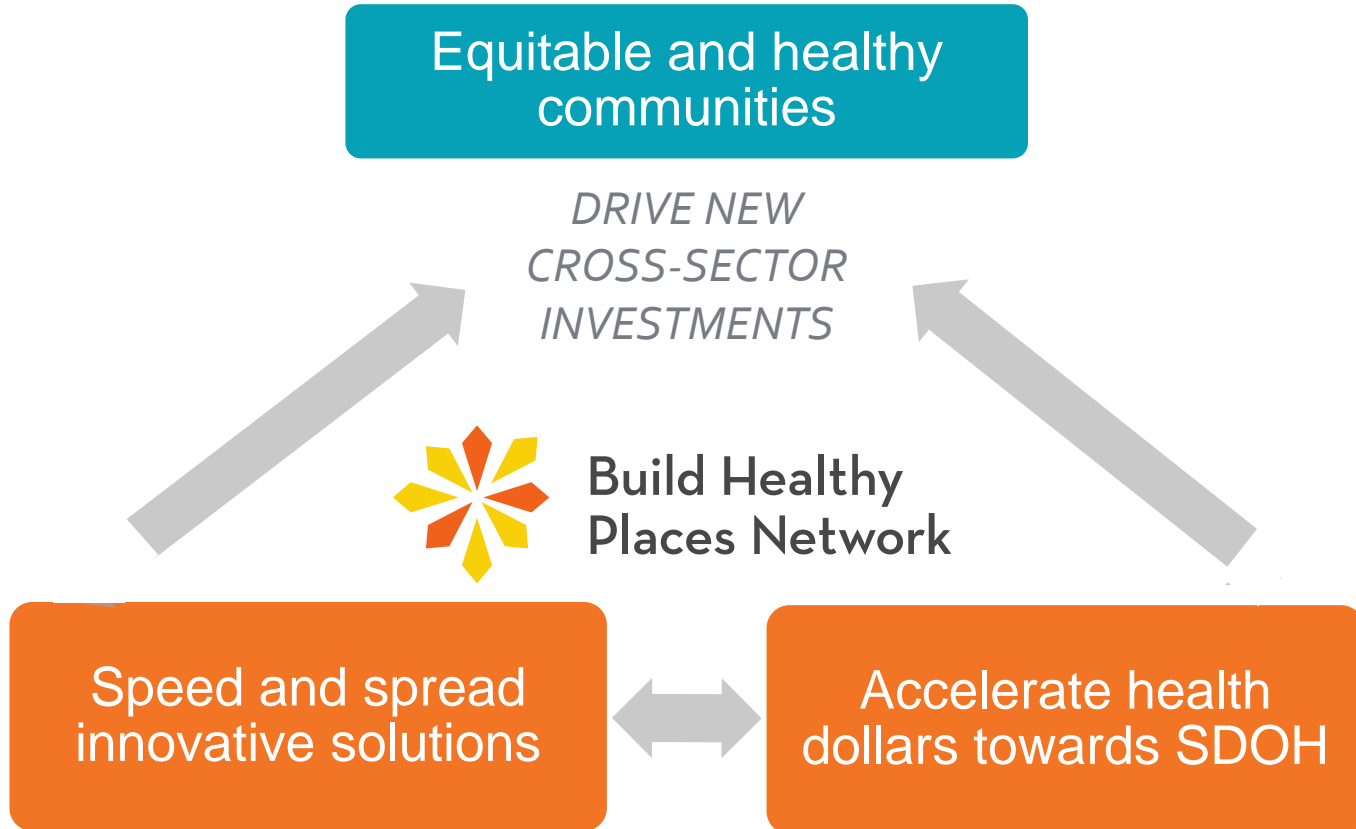 Equitable and healthy
communities
DRIVE NEW
CROSS-SECTOR
INVESTMENTS
Build Healthy
Places Network
Speed and spread
innovative solutions
Accelerate health
dollars towards SDOH